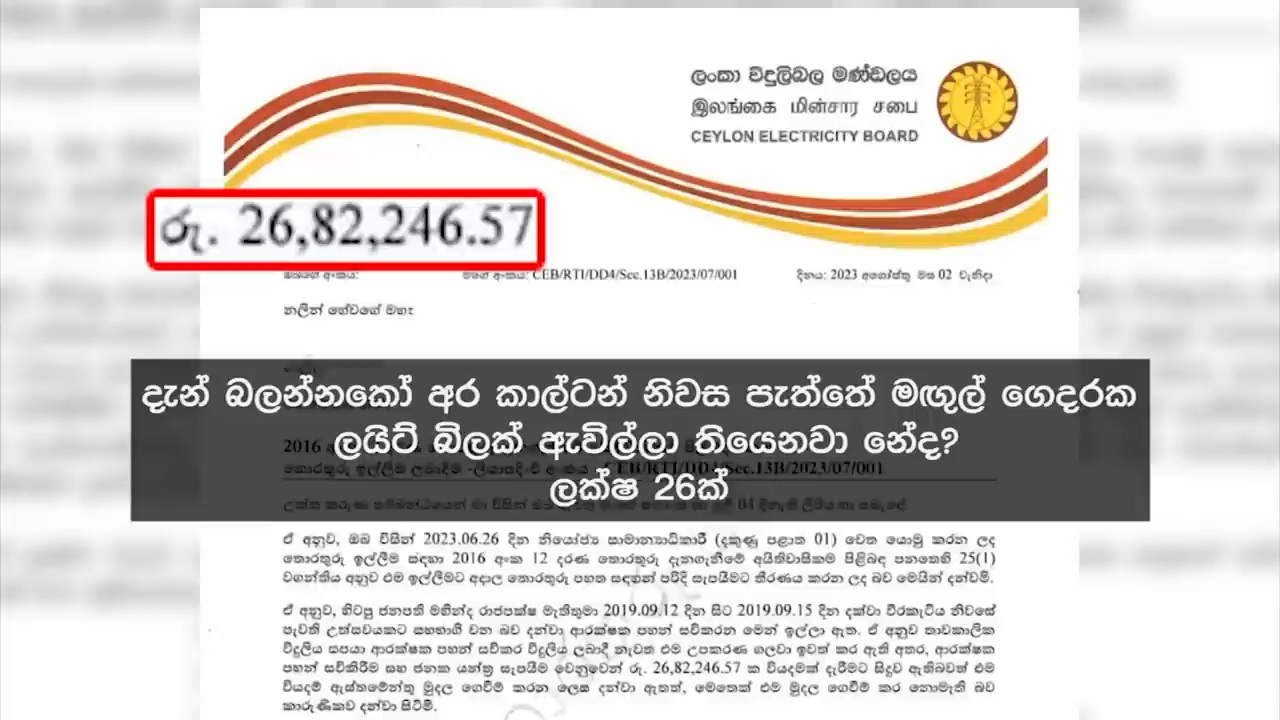 ලංකා විදුලිබල මණ්ඩලය
இலங்கை மின்சார சபை
CEYLON ELECTRICITY BOARD
රු. 26,82,246.57
මගේ අංකය: CEB/RTI/DD4/Sec.13B/2023/07/001
දිනය: 2023 අගෝස්තු මස 02 වැනිදා
නලීන් හේවගේ මහතා
දැන් බලන්නකෝ අර කාල්ටන් නිවස පැත්තේ මඟුල් ගෙදරක
ලයිට් බිලක් ඇවිල්ලා තියෙනවා නේද?
ලක්ෂ 26ක්
2016
තොරතුරු ඉල්ලීම ලබාදීම CEB/RTI/DD4/Sec.13B/2023/07/001
ඒ අනුව, ඔබ විසින් 2023.06.26 දින නියෝජ්‍ය සාමාන්‍යාධිකාරී (දකුණු පළාත 01) වෙත යොමු කරන ලද
තොරතුරු ඉල්ලීම සඳහා 2016 අංක 12 දරණ තොරතුරු දැනගැනීමේ අයිතිවාසිකම පිළිබඳ පනතෙහි 25(1)
වගන්තිය අනුව එම ඉල්ලීමට අදාල තොරතුරු පහත සඳහන් පරිදි සැපයීමට තීරණය කරන ලද බව මෙයින් දන්වමි.
ඒ අනුව, හිටපු ජනපති මහින්ද රාජපක්ෂ මැතිතුමා 2019.09.12 දින සිට 2019.09.15 දින දක්වා වීරකැටිය නිවසේ
පැවති උත්සවයකට සහභාගී වන බව දන්වා ආරක්ෂක පහන් සවිකරන මෙන් ඉල්ලා ඇත. ඒ අනුව තාවකාලික
විදුලිය සපයා ආරක්ෂක පහන් සවිකර විදුලිය ලබාදී නැවත එම උපකරණ ගලවා ඉවත් කර ඇති අතර, ආරක්ෂක
පහන් සවිකිරීම සහ ජනක යන්ත්‍ර සැපයීම වෙනුවෙන් රු. 26,82,246.57 ක වියදමක් දැරීමට සිදුව ඇතිබවත් එම
වියදම් ඇස්තමේන්තු මුදල ගෙවීම් කරන ලෙස දන්වා ඇතත්, මෙතෙක් එම මුදල ගෙවීම් කර නොමැති බව
කාරුණිකව දන්වා සිටිමි.